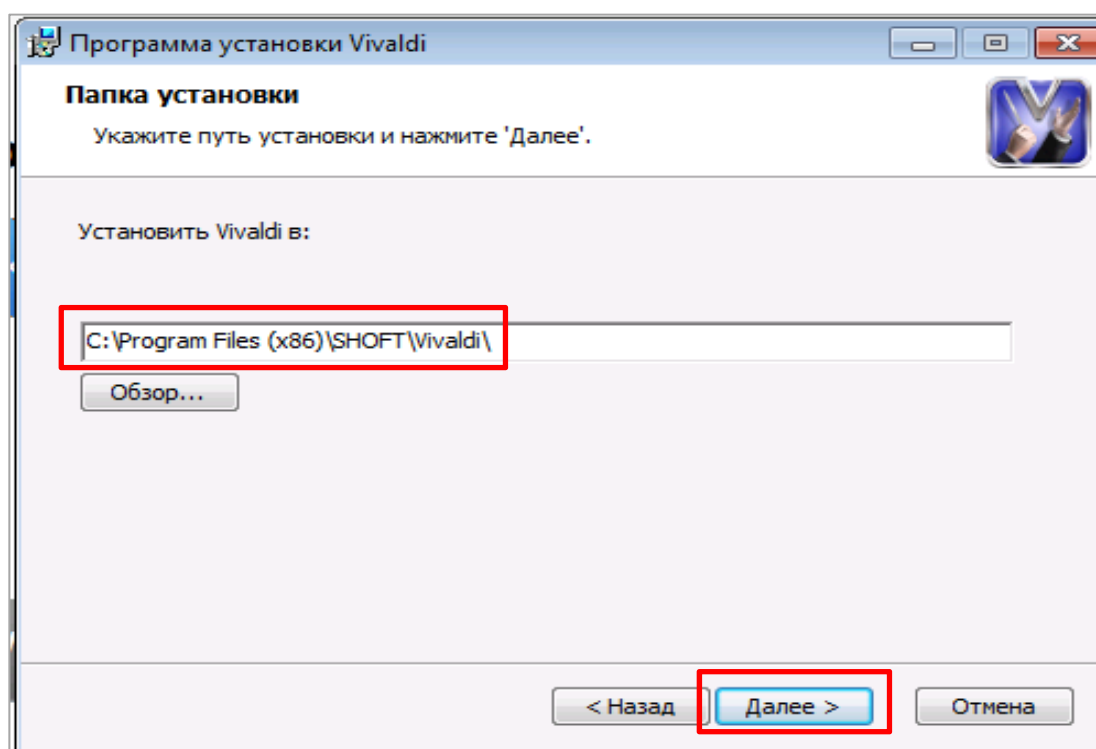 Программа установки Vivaldi
Папка установки
Укажите путь установки и нажмите 'Далее'.
Установить Vivaldi в:
C:\Program Files (x86)\SHOFT\Vivaldi\
Обзор...
< Назад
Далее >
Отмена